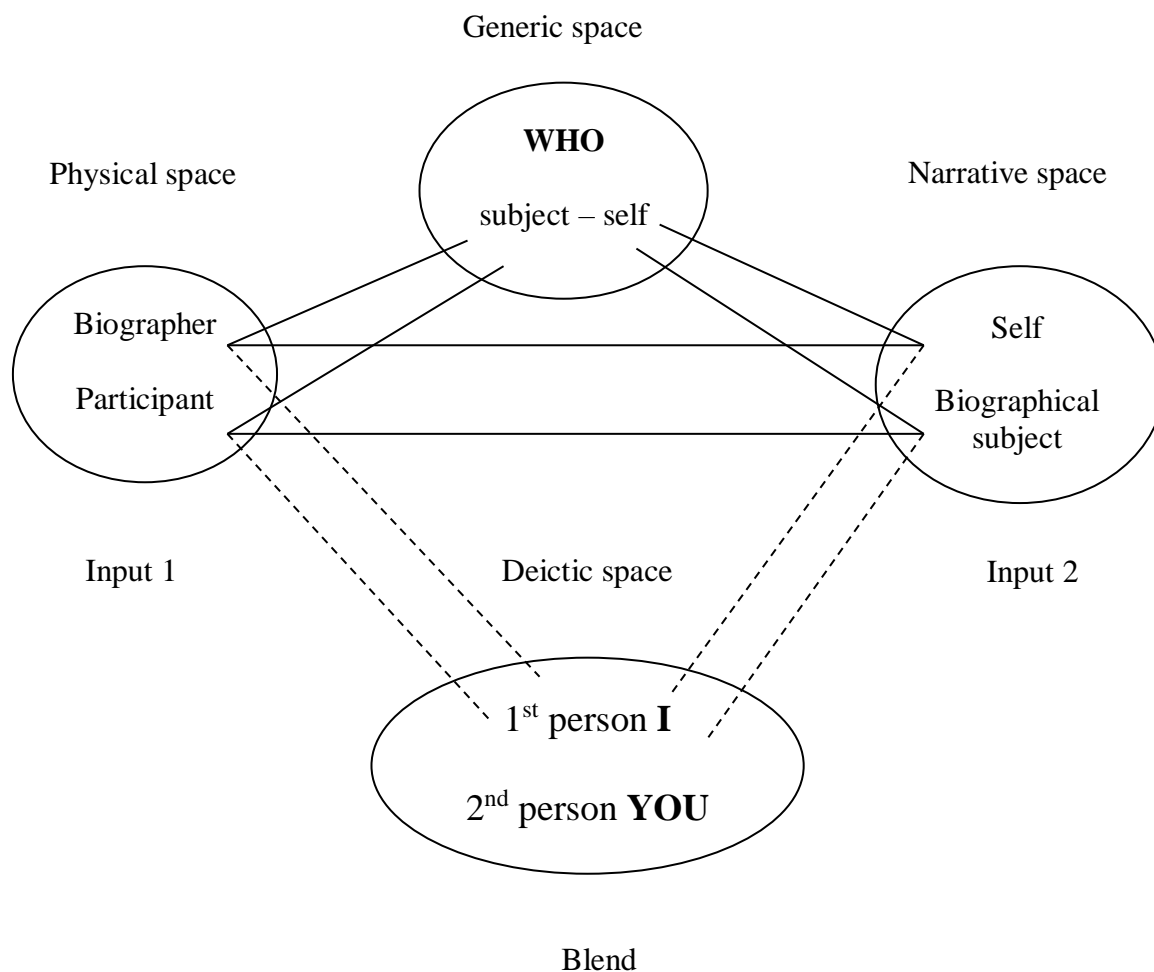 Generic space
WHO
Physical space
Narrative space
subject – self
Biographer
Self
Participant
Biographical
subject
Input 1
Deictic space
Input 2
1st person I
2nd person YOU
Blend